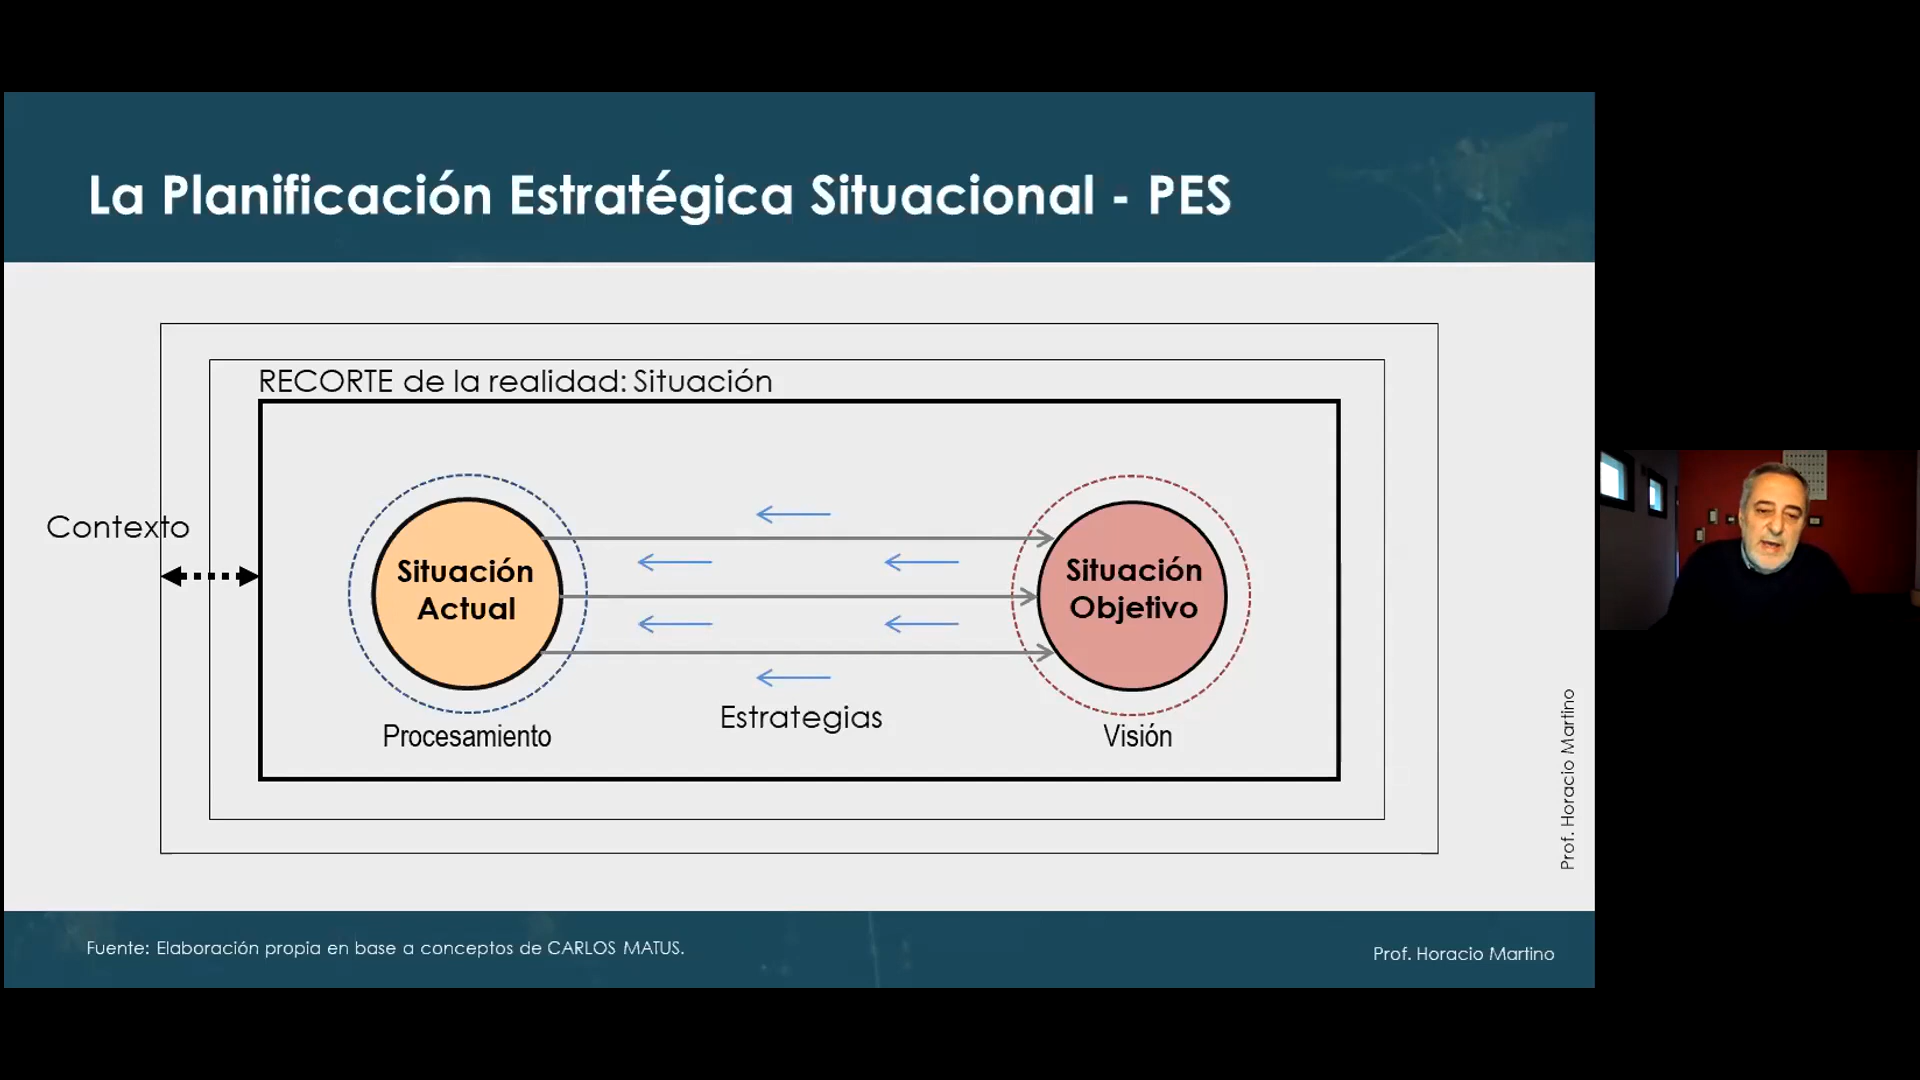 La Planificación Estratégica Situacional - PES
RECORTE de la realidad: Situación
Contexto
Situación
Actual
Situación
Objetivo
Estrategias
Procesamiento
Visión
Prof. Horacio Martino
Fuente: Elaboración propia en base a conceptos de CARLOS MATUS.
Prof. Horacio Martino